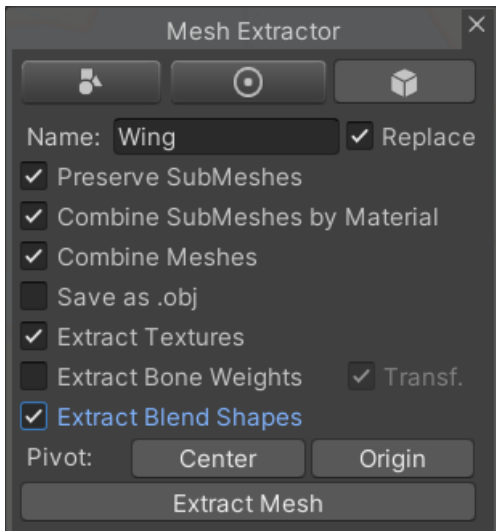 Mesh Extractor
Name: Wing Replace
Preserve SubMeshes
Combine SubMeshes by Material
Combine Meshes
Save as .obj
Extract Textures
Extract Bone Weights Transf.
Extract Blend Shapes
Pivot: Center Origin
Extract Mesh